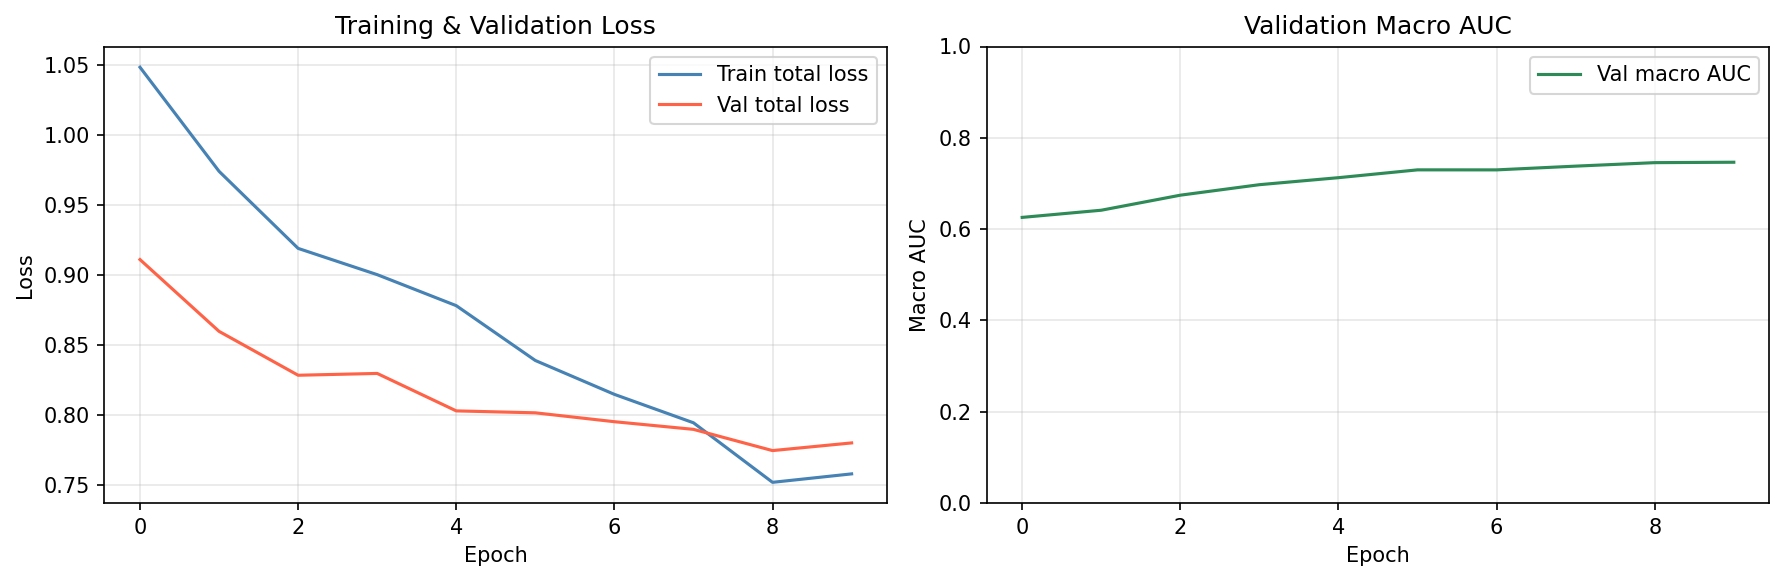 Training & Validation Loss
Train total loss
Val total loss
1.05
1.00
0.95
0.90
0.85
0.80
0.75
Loss
0 2 4 6 8
Epoch
Validation Macro AUC
Val macro AUC
1.0
0.8
0.6
0.4
0.2
0.0
Macro AUC
0 2 4 6 8
Epoch